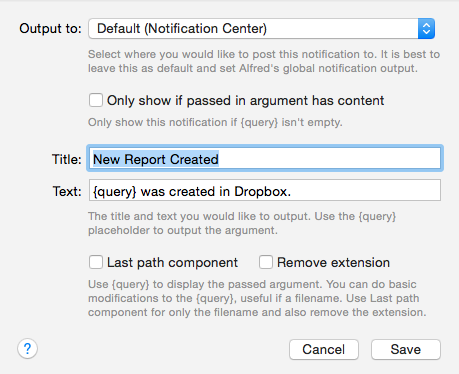 Output to: Default (Notification Center)
Select where you would like to post this notification to. It is best to
leave this as default and set Alfred's global notification output.
Only show if passed in argument has content
Only show this notification if {query} isn't empty.
Title: New Report Created
Text: {query} was created in Dropbox.
The title and text you would like to output. Use the {query}
placeholder to output the argument.
Last path component Remove extension
Use {query} to display the passed argument. You can do basic
modifications to the {query}, useful if a filename. Use Last path
component for only the filename and also remove the extension.
? Cancel Save